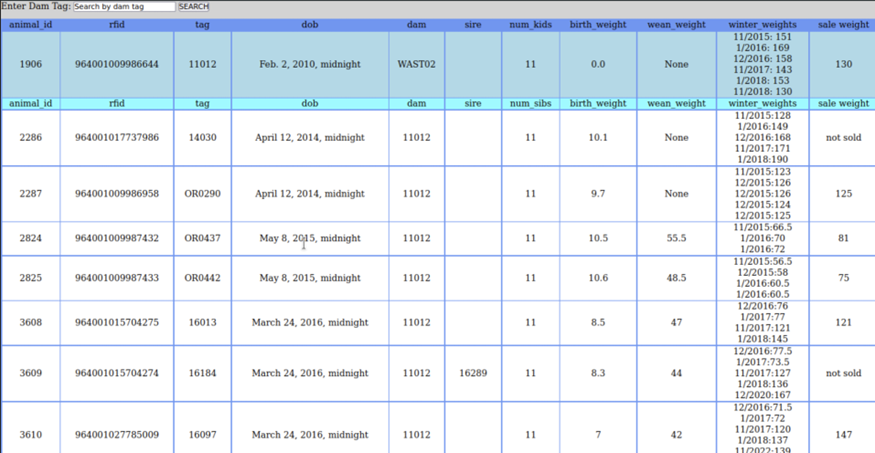 Enter Dam Tag: Search by dam tag SEARCH
animal_id rfid tag dob dam sire num_kids birth_weight wean_weight winter_weights sale weight
1906 964001009986644 11012 Feb. 2, 2010, midnight WAST02 11 0.0 None 11/2015: 151 1/2016: 169 12/2016: 158 11/2017: 143 1/2018: 153 11/2018: 130 130
animal_id rfid tag dob dam sire num_sibs birth_weight wean_weight winter_weights sale weight
2286 964001017737986 14030 April 12, 2014, midnight 11012 11 10.1 None 11/2015:128 1/2016:149 12/2016:168 11/2017:171 1/2018:190 not sold
2287 964001009986958 OR0290 April 12, 2014, midnight 11012 11 9.7 None 11/2015:123 12/2015:126 12/2015:126 12/2015:124 12/2015:125 125
2824 964001009987432 OR0437 May 8, 2015, midnight 11012 11 10.5 55.5 11/2015:66.5 1/2016:70 1/2016:72 81
2825 964001009987433 OR0442 May 8, 2015, midnight 11012 11 10.6 48.5 11/2015:56.5 12/2015:58 1/2016:60.5 1/2016:60.5 75
3608 964001015704275 16013 March 24, 2016, midnight 11012 11 8.5 47 12/2016:76 1/2017:77 11/2017:121 1/2018:145 121
3609 964001015704274 16184 March 24, 2016, midnight 11012 16289 11 8.3 44 12/2016:77.5 1/2017:73.5 11/2017:127 1/2018:136 12/2020:167 not sold
3610 964001027785009 16097 March 24, 2016, midnight 11012 11 7 42 12/2016:71.5 1/2017:72 11/2017:120 1/2018:137 11/2022:139 147